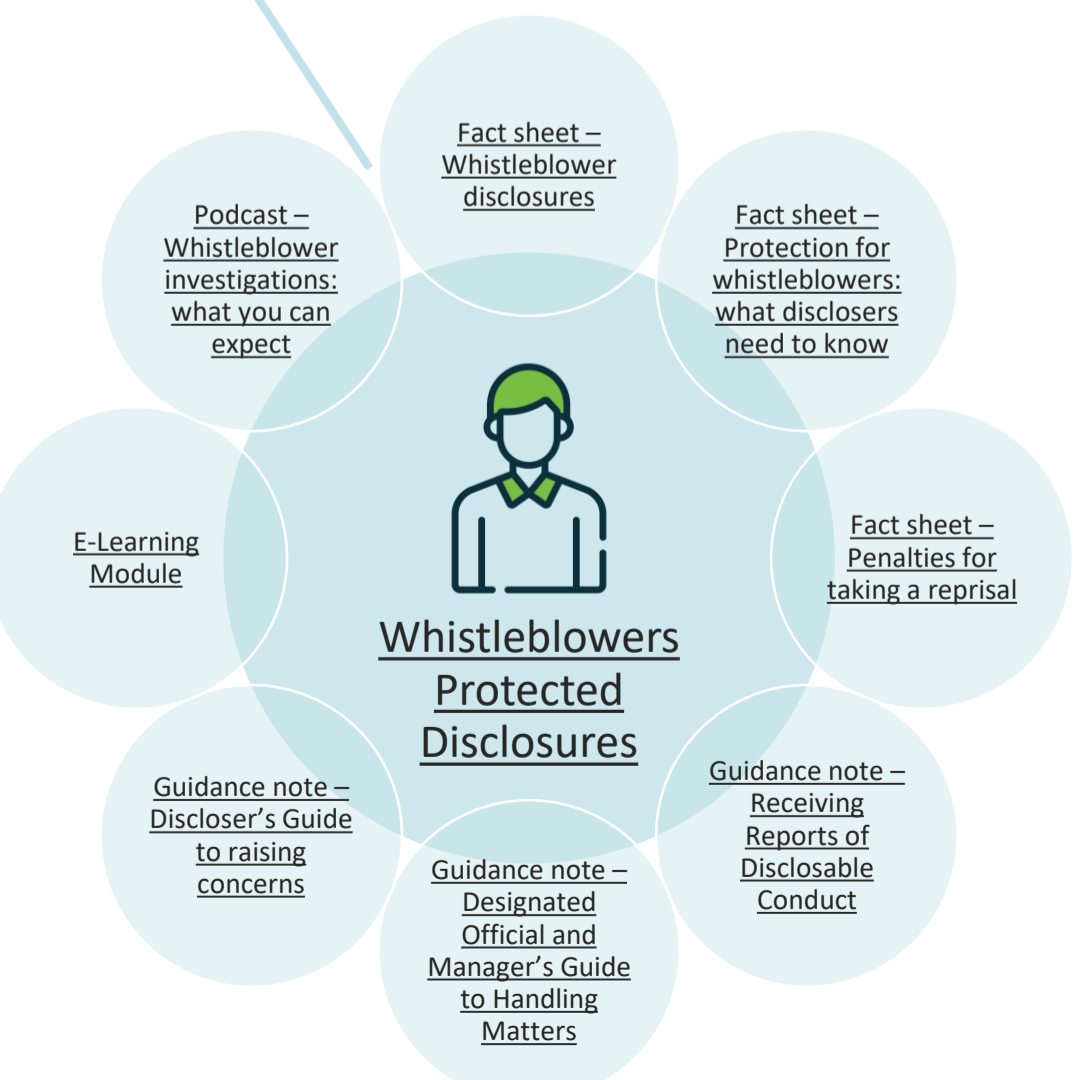 Fact sheet –
Whistleblower
disclosures
Fact sheet –
Protection for
whistleblowers:
what disclosers
need to know
Fact sheet –
Penalties for
taking a reprisal
Guidance note –
Receiving
Reports of
Disclosable
Conduct
Guidance note –
Designated
Official and
Manager’s Guide
to Handling
Matters
Guidance note –
Discloser’s Guide
to raising
concerns
E-Learning
Module
Podcast –
Whistleblower
investigations:
what you can
expect
Whistleblowers
Protected
Disclosures